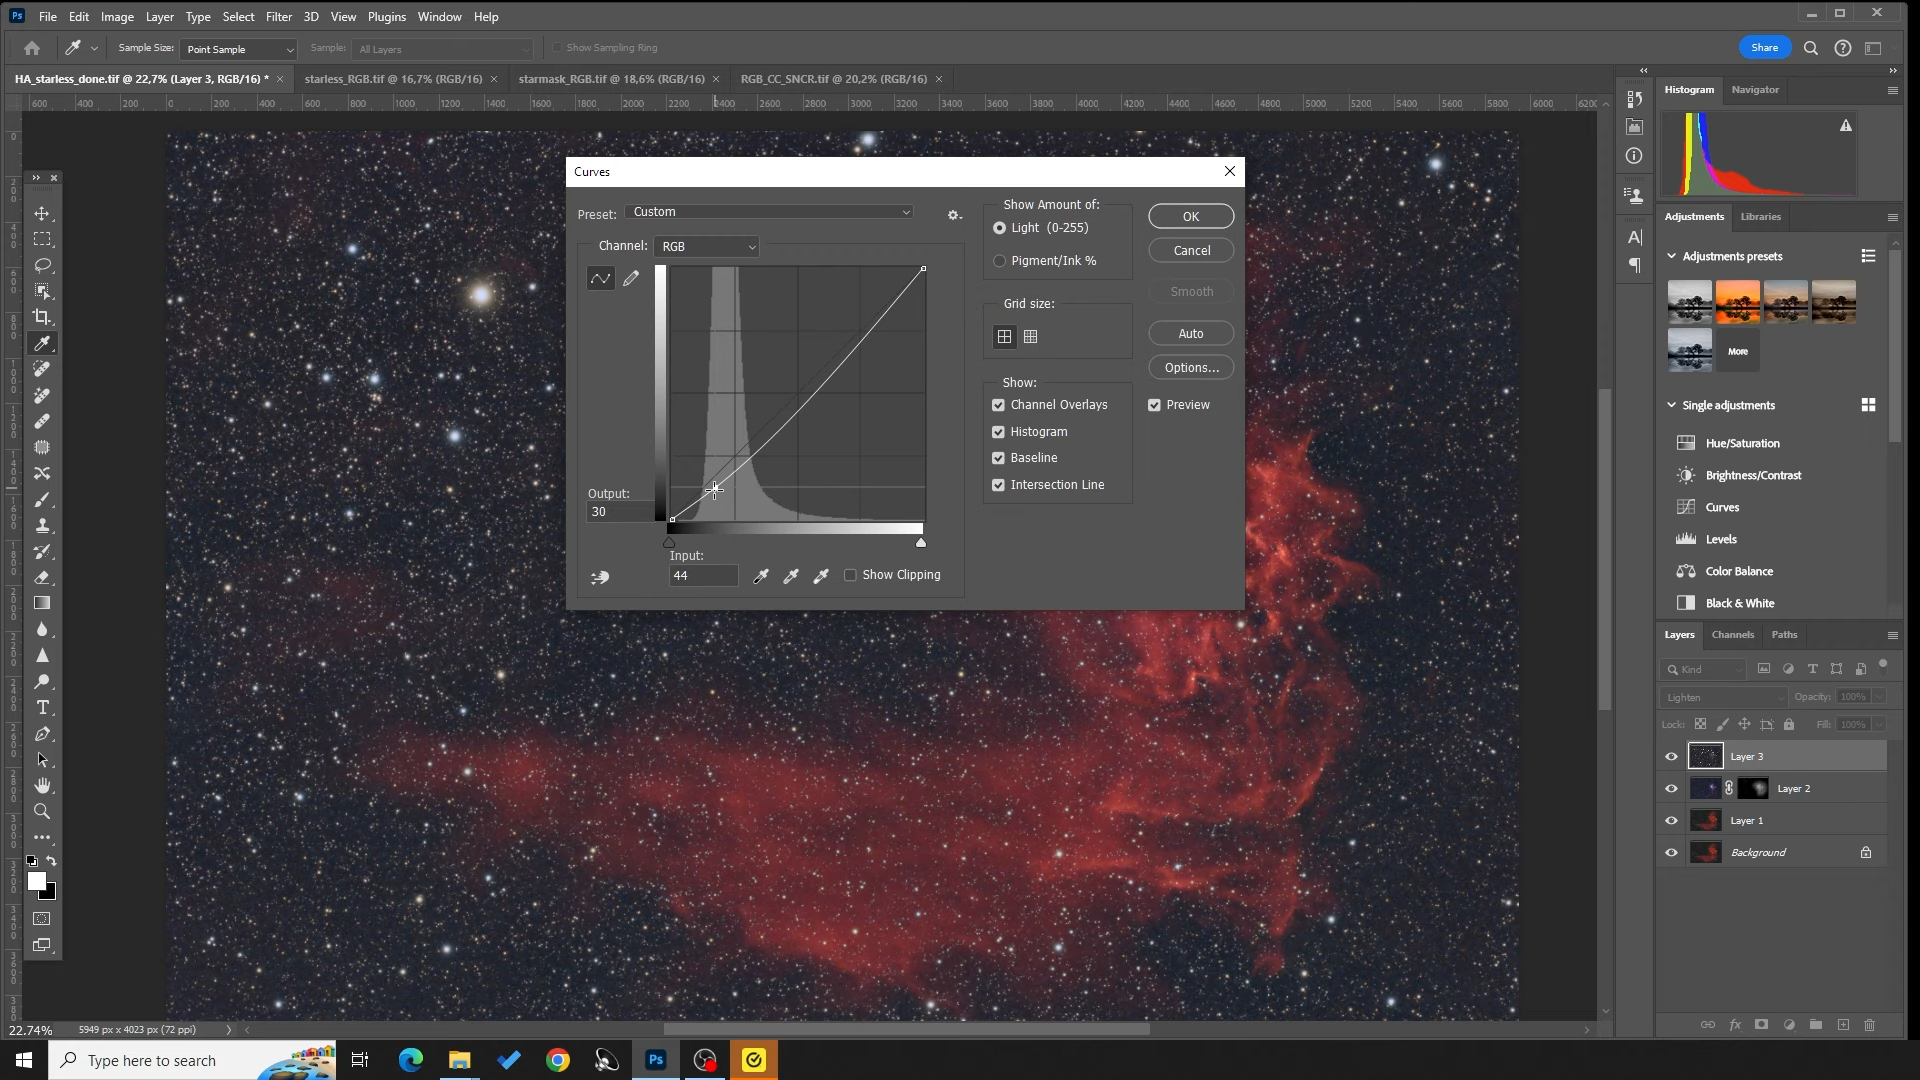 Ps File Edit Image Layer Type Select Filter 3D View Plugins Window Help
Sample Size: Point Sample Sample: All Layers Show Sampling Ring Share
HA_starless_done.tif @ 22,7% (Layer 3, RGB/16) * × starless_RGB.tif @ 16,7% (RGB/16) × starmask_RGB.tif @ 18,6% (RGB/16) × RGB_CC_SNCR.tif @ 20,2% (RGB/16) ×
600 400 200 0 200 400 600 800 1000 1200 1400 1600 1800 2000 2200 2400 2600 2800 3000 3200 3400 3600 3800 4000 4200 4400 4600 4800 5000 5200 5400 5600 5800 6000 620
Histogram Navigator
Curves
Preset: Custom
Channel: RGB
Output:
30
Input:
44
Show Clipping
Show Amount of:
Light (0-255)
Pigment/Ink %
Grid size:
Show:
Channel Overlays
Histogram
Baseline
Intersection Line
OK
Cancel
Smooth
Auto
Options...
Preview
Adjustments Libraries
Adjustments presets
More
Single adjustments
Hue/Saturation
Brightness/Contrast
Curves
Levels
Color Balance
Black & White
Layers Channels Paths
Kind
Lighten Opacity: 100%
Lock: Fill: 100%
Layer 3
Layer 2
Layer 1
Background
22.74% 5949 px x 4023 px (72 ppi)
Type here to search
Ps